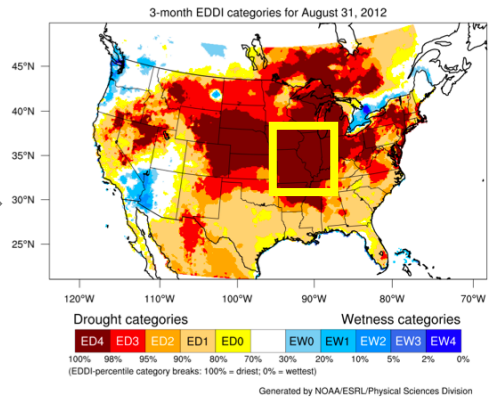 3-month EDDI categories for August 31, 2012
45°N
40°N
35°N
30°N
25°N
120°W 110°W 100°W 90°W 80°W 70°W
Drought categories Wetness categories
ED4 ED3 ED2 ED1 ED0 EW0 EW1 EW2 EW3 EW4
100% 98% 95% 90% 80% 70% 30% 20% 10% 5% 2% 0%
(EDDI-percentile category breaks: 100% = driest; 0% = wettest)
Generated by NOAA/ESRL/Physical Sciences Division